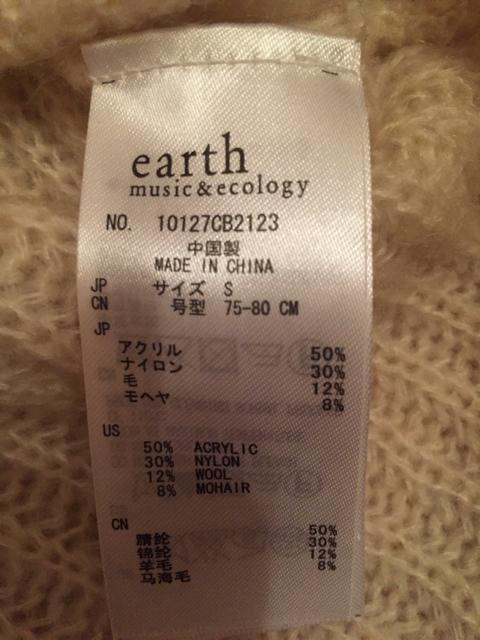 earth
music&ecology
NO. 10127CB2123
中国製
MADE IN CHINA
JP サイズ S
CN 号型 75-80 CM
JP
アクリル 50%
ナイロン 30%
毛 12%
モヘヤ 8%
US
50% ACRYLIC
30% NYLON
12% WOOL
8% MOHAIR
CN
腈纶 50%
锦纶 30%
羊毛 12%
马海毛 8%